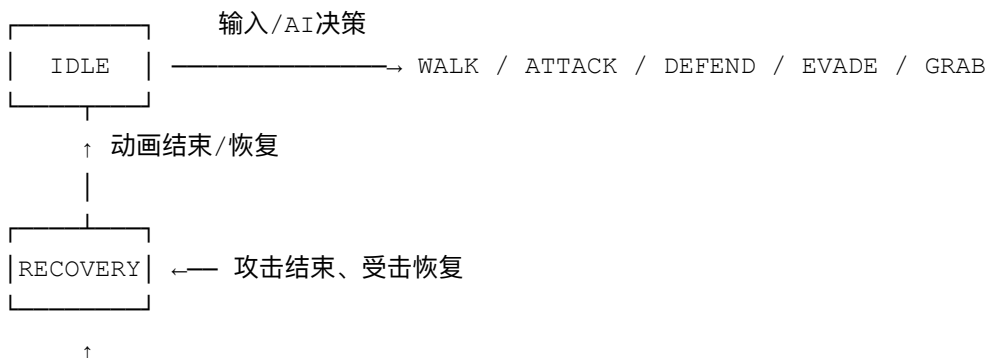 输入/AI决策
IDLE → WALK / ATTACK / DEFEND / EVADE / GRAB
↑ 动画结束/恢复
RECOVERY ←── 攻击结束、受击恢复
↑